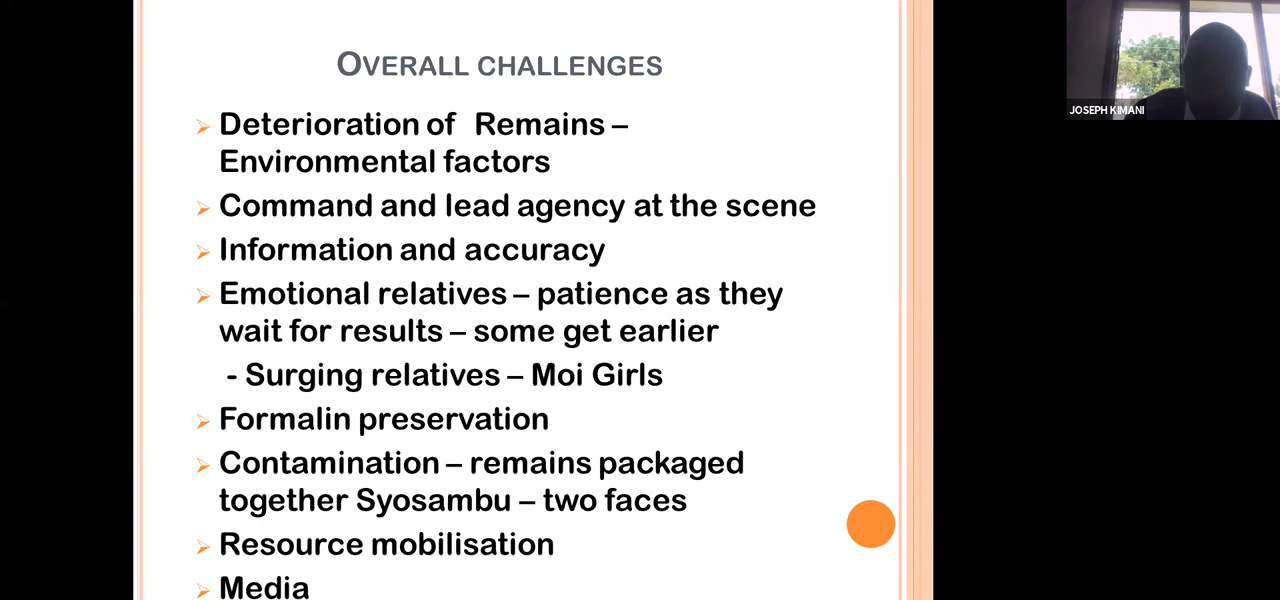 OVERALL CHALLENGES
Deterioration of Remains –
Environmental factors
Command and lead agency at the scene
Information and accuracy
Emotional relatives – patience as they
wait for results – some get earlier
- Surging relatives – Moi Girls
Formalin preservation
Contamination – remains packaged
together Syosambu – two faces
Resource mobilisation
Media
JOSEPH KIMANI